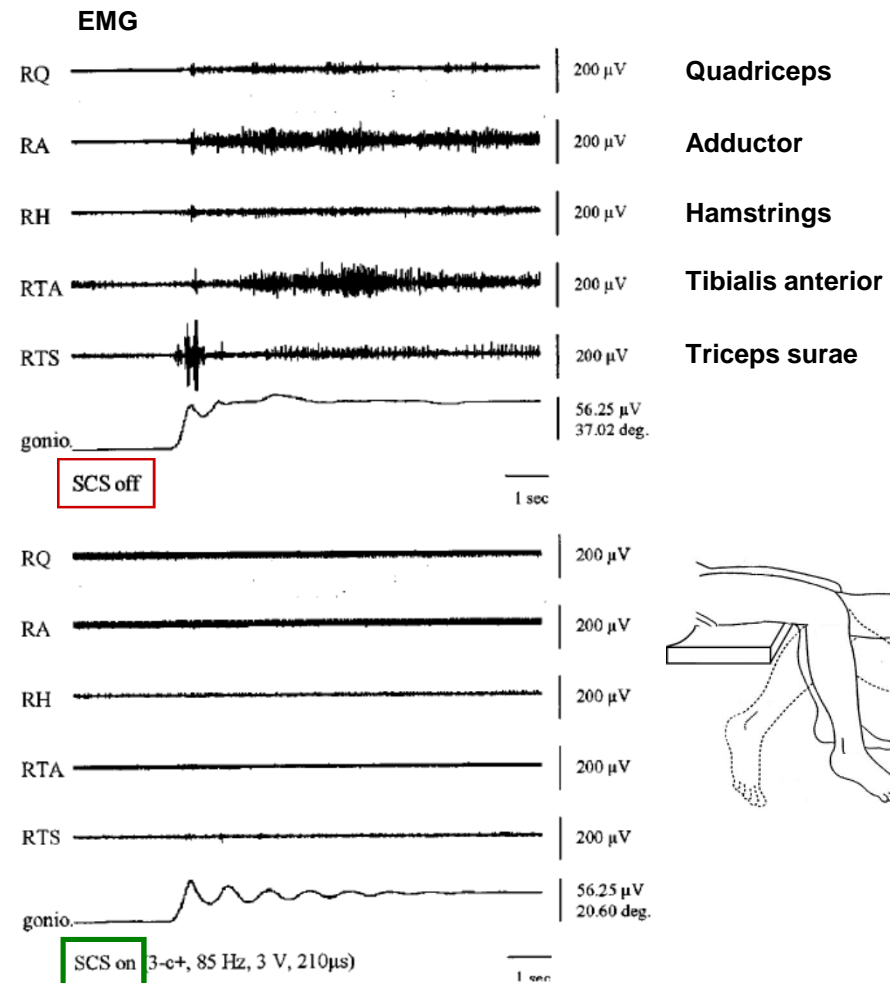 EMG
RQ 200 µV Quadriceps
RA 200 µV Adductor
RH 200 µV Hamstrings
RTA 200 µV Tibialis anterior
RTS 200 µV Triceps surae
56.25 µV
gonio. 37.02 deg.
SCS off
1 sec
RQ 200 µV
RA 200 µV
RH 200 µV
RTA 200 µV
RTS 200 µV
56.25 µV
gonio. 20.60 deg.
SCS on (3-c+, 85 Hz, 3 V, 210µs)
1 sec